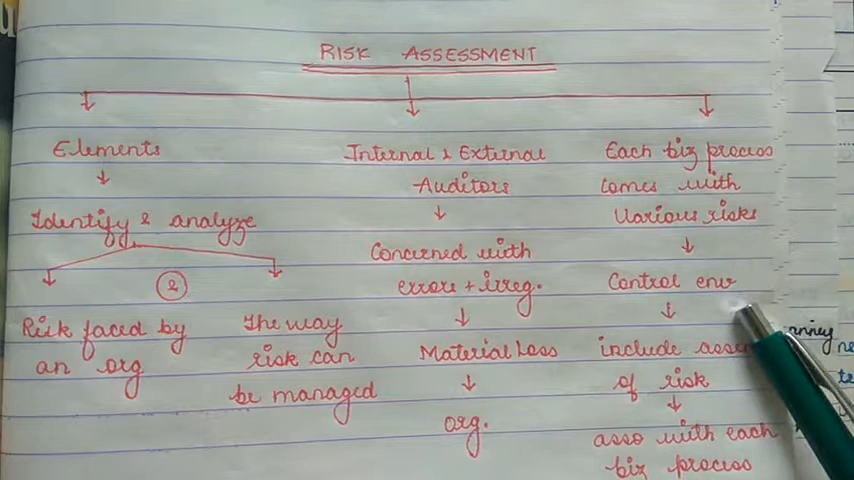 RISK ASSESSMENT
Elements
Identify & analyze
&
Risk faced by
an org
The way
risk can
be managed
Internal & External
Auditors
Concerned with
errors + irreg.
Material Loss
org.
Each biz process
comes with
Various risks
Control env
include
of risk
asso with each
biz process